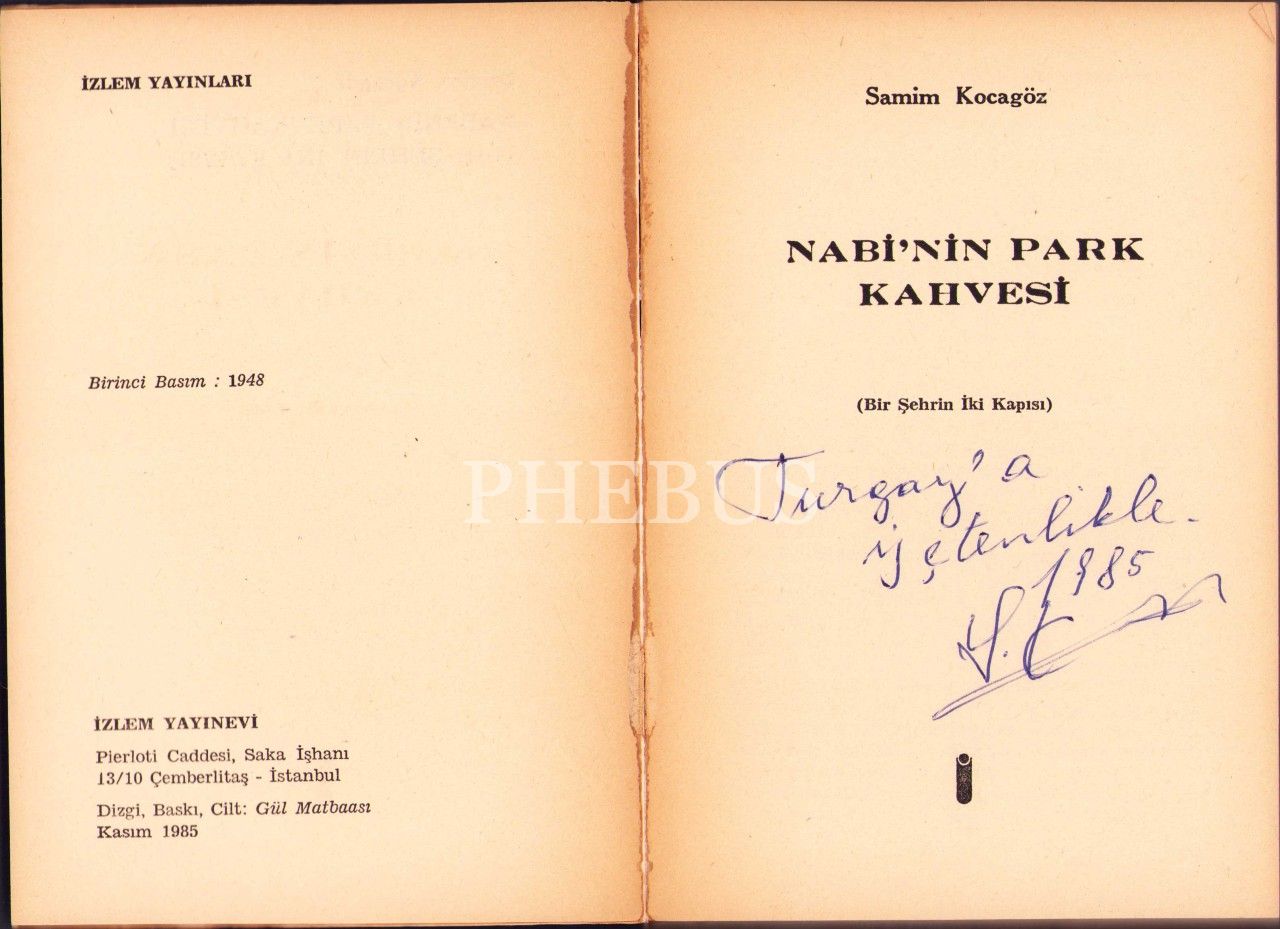 İZLEM YAYINLARI
Birinci Basım : 1948
İZLEM YAYINEVİ
Pierloti Caddesi, Saka İşhanı
13/10 Çemberlitaş - İstanbul
Dizgi, Baskı, Cilt: Gül Matbaası
Kasım 1985
Samim Kocagöz
NABİ'NİN PARK
KAHVESİ
(Bir Şehrin İki Kapısı)
Turgay'a
içtenlikle.
1985
PHEBUS